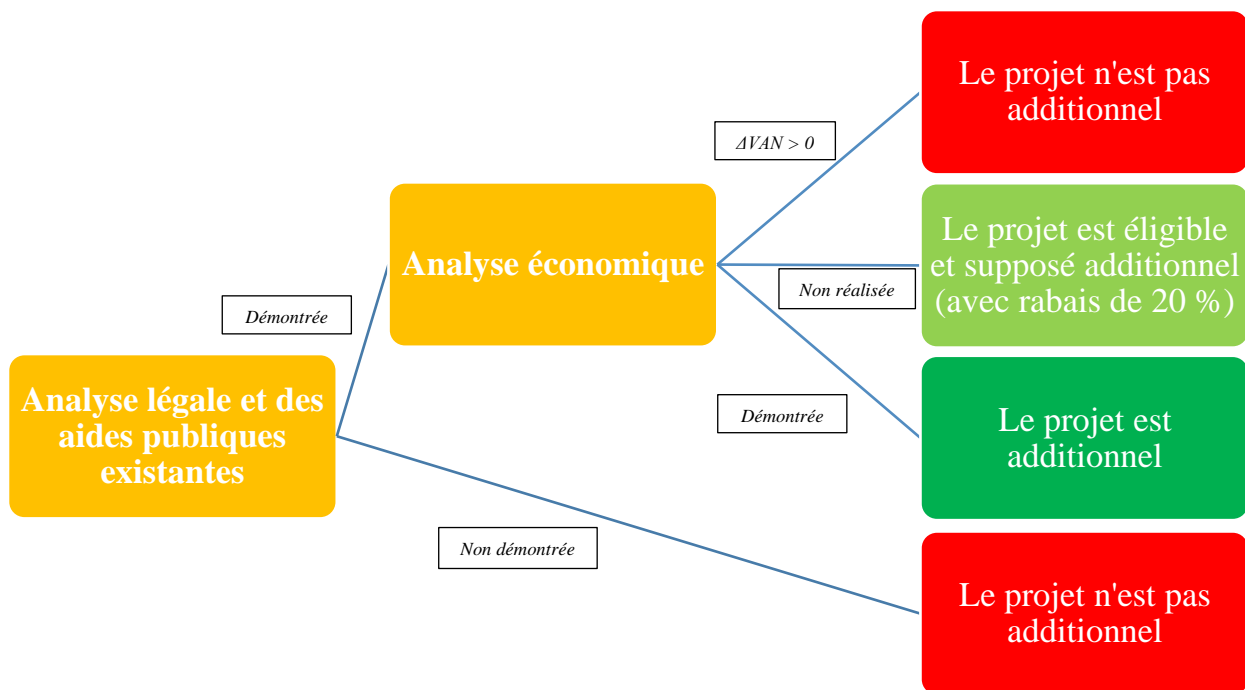 Le projet n'est pas
additionnel
ΔVAN > 0
Analyse économique
Le projet est éligible
et supposé additionnel
(avec rabais de 20 %)
Non réalisée
Démontrée
Analyse légale et des
aides publiques
existantes
Démontrée
Le projet est
additionnel
Non démontrée
Le projet n'est pas
additionnel